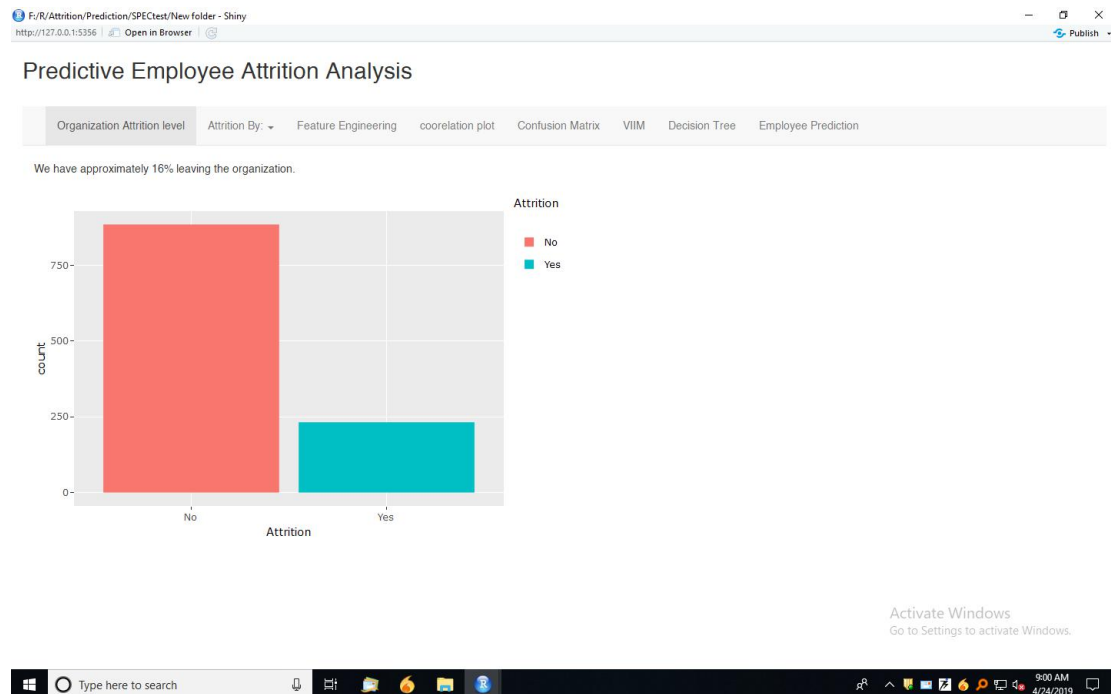 F:/R/Attrition/Prediction/SPECtest/New folder - Shiny
http://127.0.0.1:5356 Open in Browser Publish
Predictive Employee Attrition Analysis
Organization Attrition level Attrition By: Feature Engineering coorelation plot Confusion Matrix VIIM Decision Tree Employee Prediction
We have approximately 16% leaving the organization.
Attrition
No
Yes
750
500
250
0
count
No Yes
Attrition
Activate Windows
Go to Settings to activate Windows.
Type here to search
9:00 AM
4/24/2019